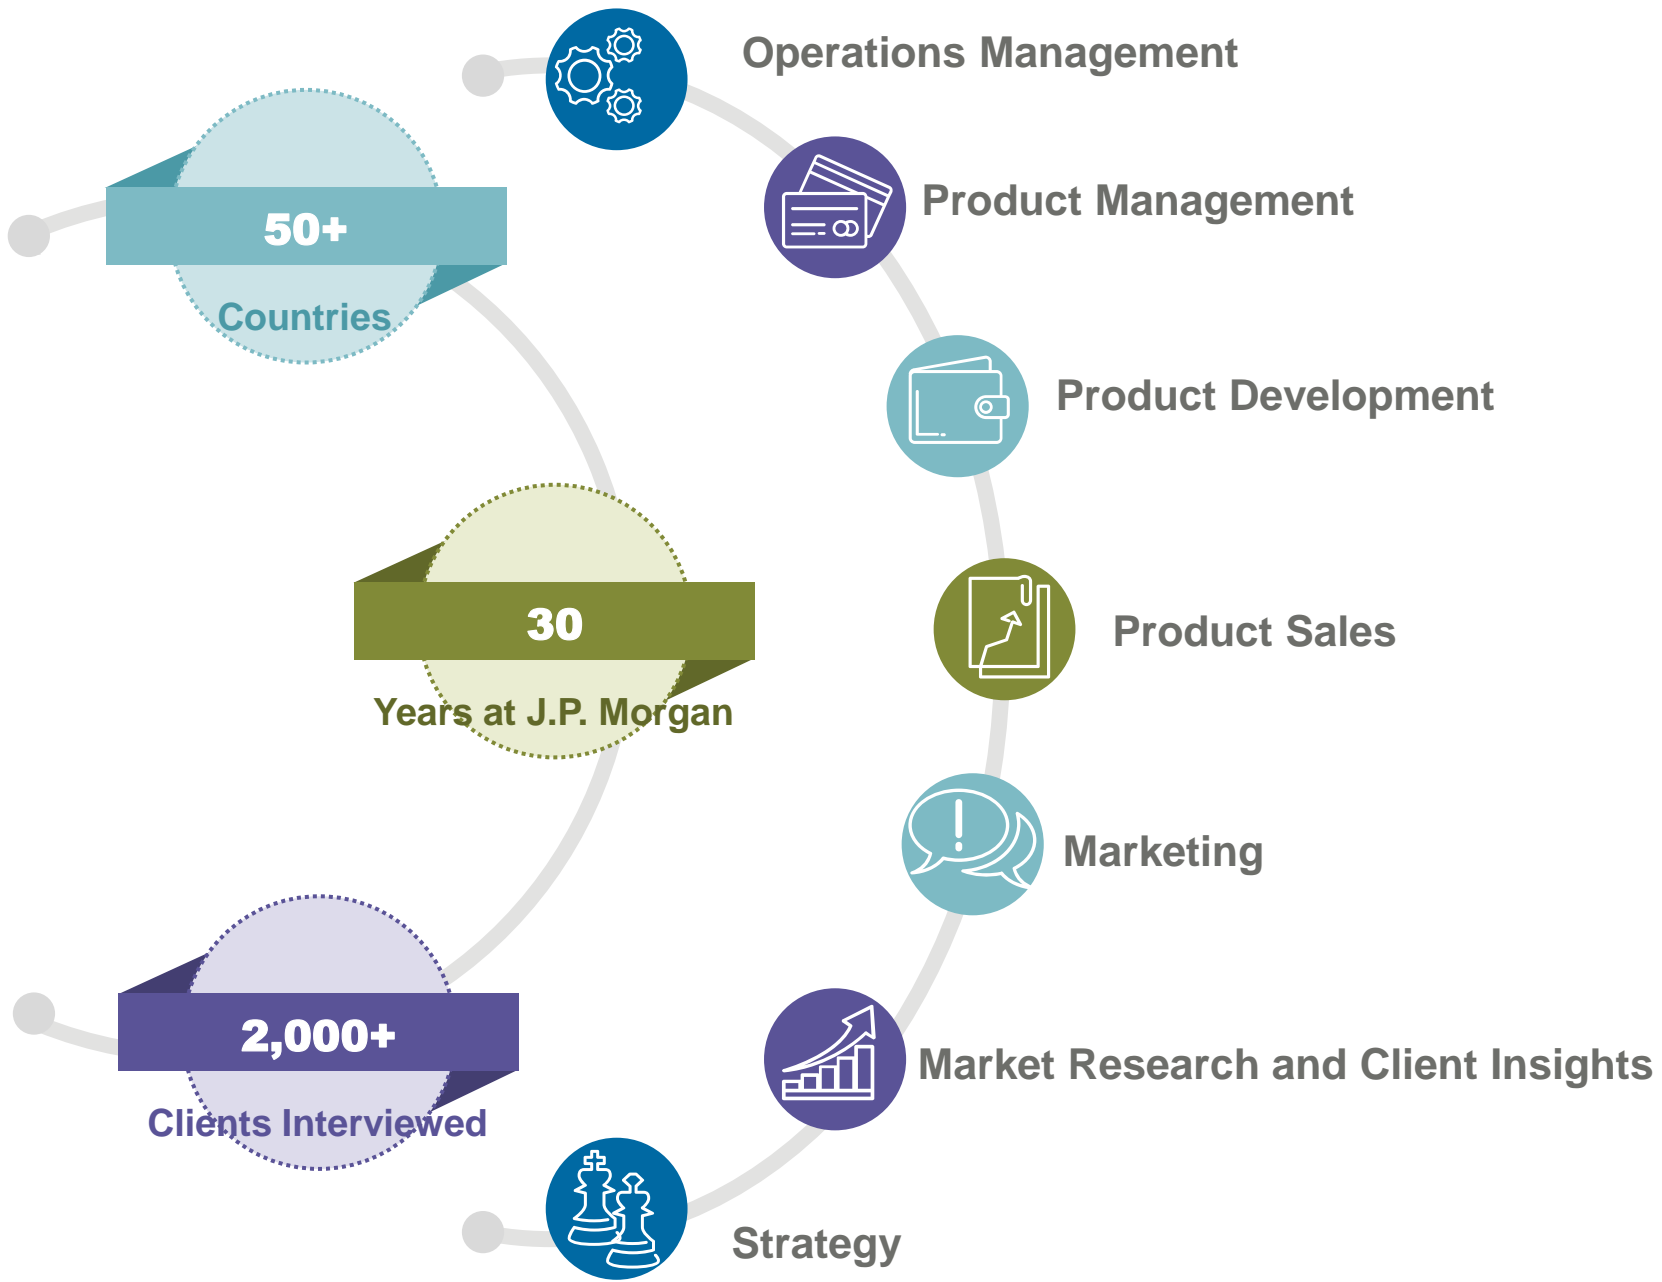 50+
Countries
30
Years at J.P. Morgan
2,000+
Clients Interviewed
Operations Management
Product Management
Product Development
Product Sales
Marketing
Market Research and Client Insights
Strategy